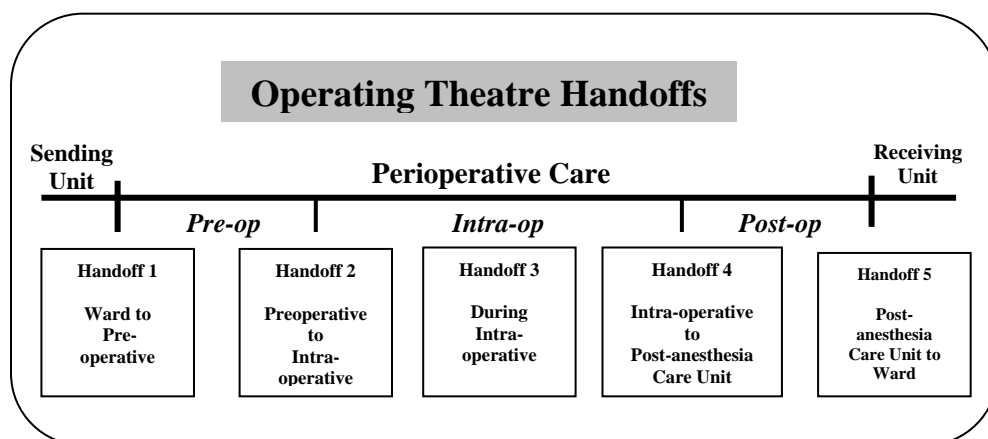 Operating Theatre Handoffs
Sending
Unit
Perioperative Care
Receiving
Unit
Pre-op
Intra-op
Post-op
Handoff 1
Ward to
Pre-
operative
Handoff 2
Preoperative
to
Intra-
operative
Handoff 3
During
Intra-
operative
Handoff 4
Intra-operative
to
Post-anesthesia
Care Unit
Handoff 5
Post-
anesthesia
Care Unit to
Ward